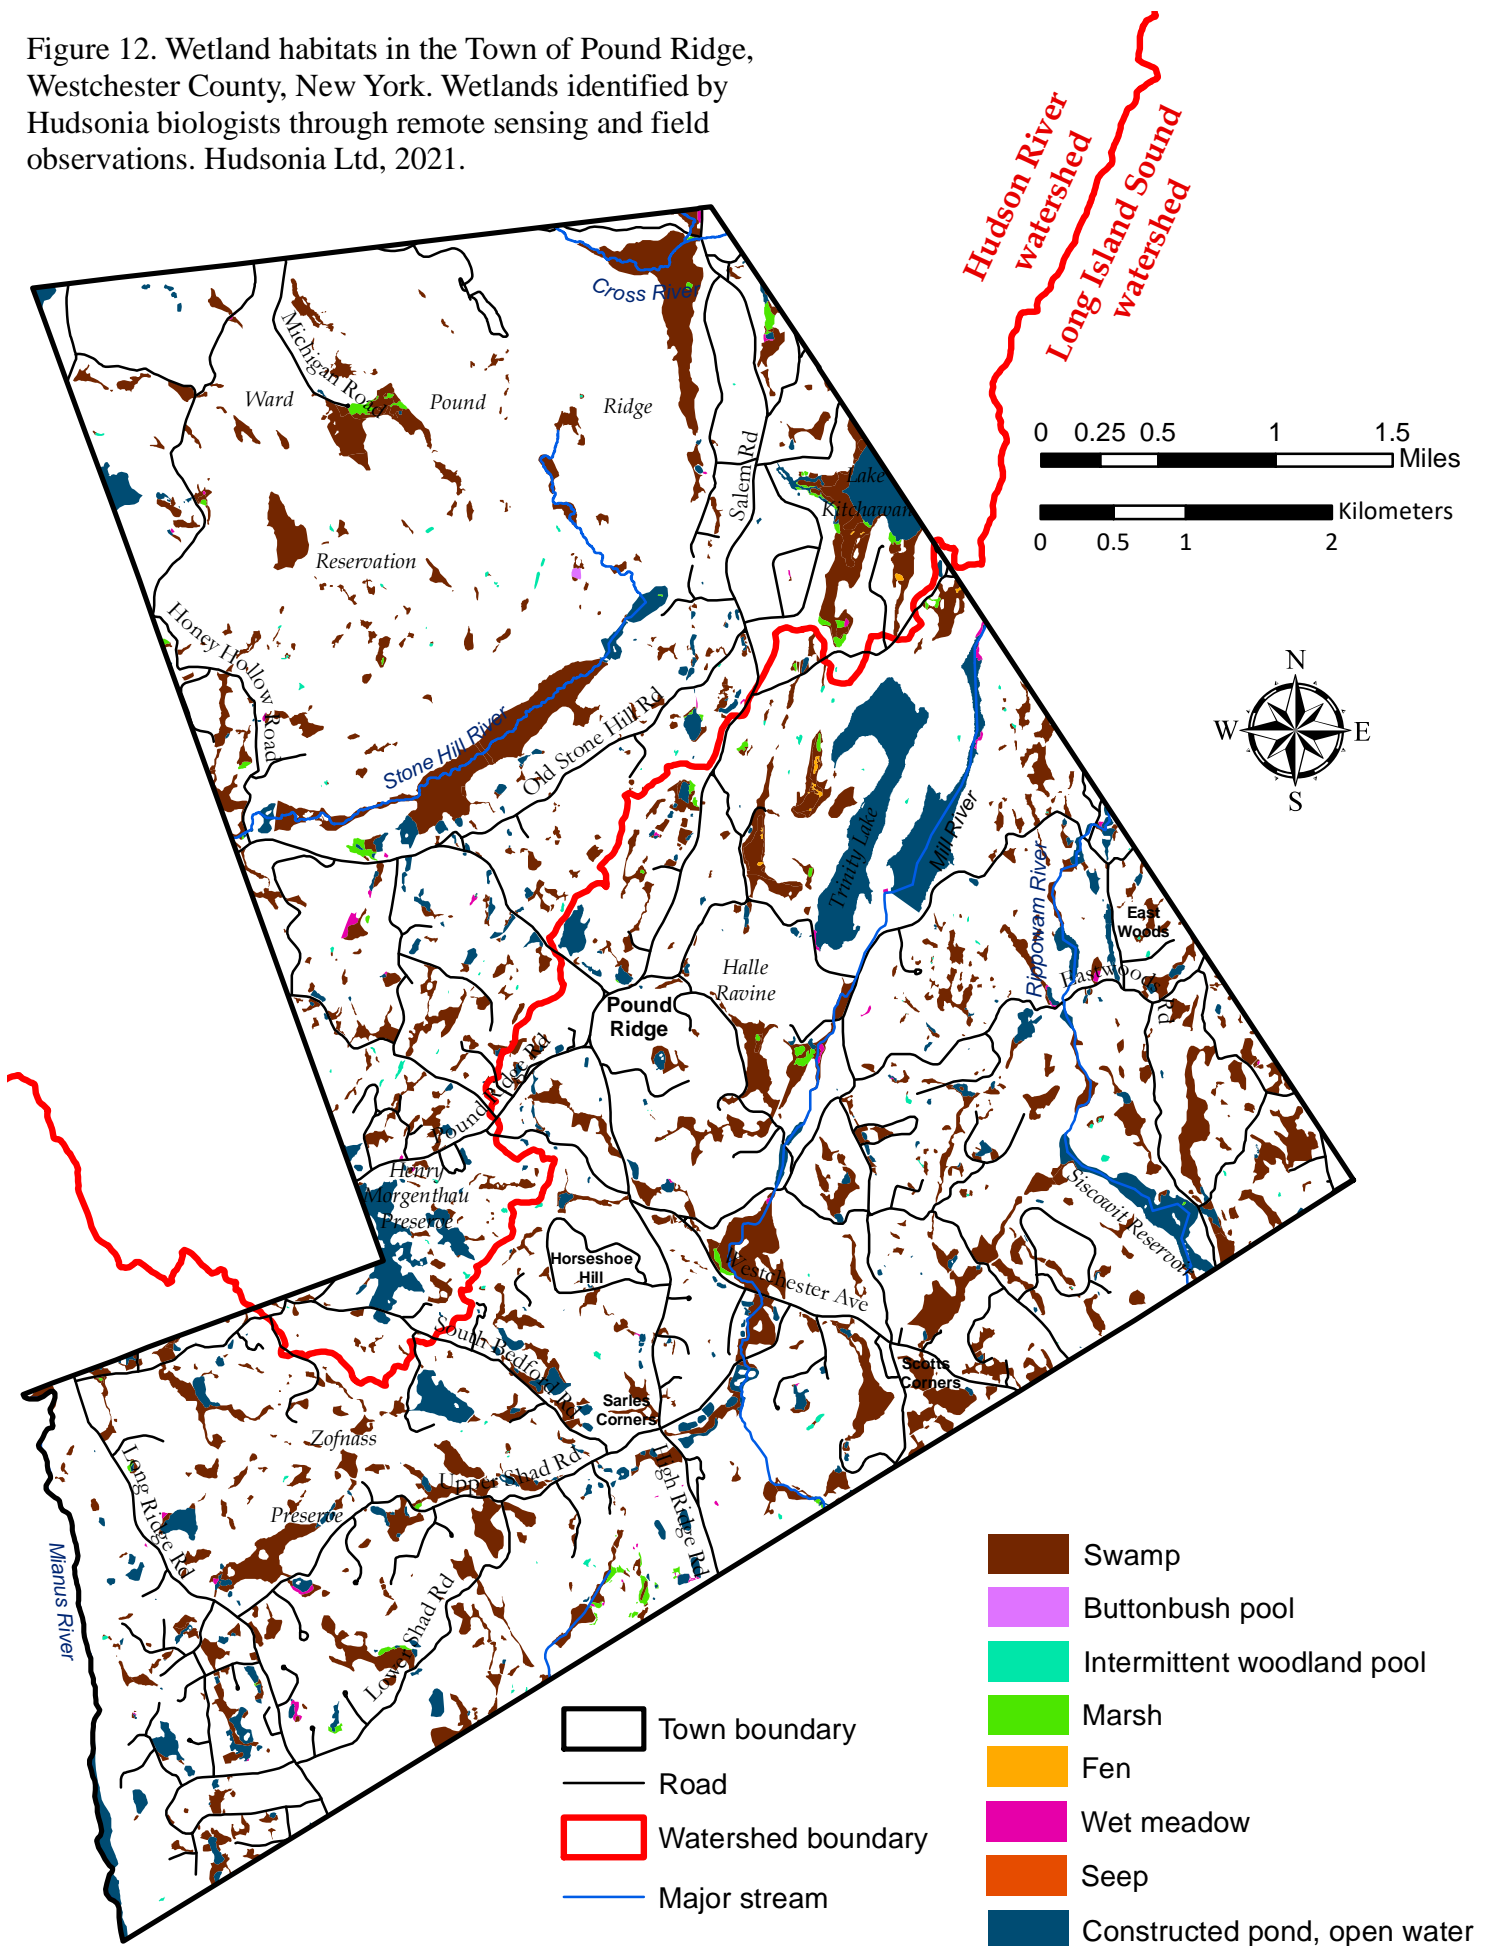 Figure 12. Wetland habitats in the Town of Pound Ridge,
Westchester County, New York. Wetlands identified by
Hudsonia biologists through remote sensing and field
observations. Hudsonia Ltd, 2021.
Hudson River
watershed
Long Island Sound
watershed
Cross River
Michigan Road
Ward
Pound
Ridge
Reservation
Salem Rd
Lake
Kitchawan
0 0.25 0.5 1 1.5
Miles
Kilometers
0 0.5 1 2
N
W
E
S
Honey Hollow Road
Stone Hill River
Old Stone Hill Rd
Trinity Lake
Mill River
Rippowam River
East
Woods
Eastwoods Rd
Halle
Ravine
Pound
Ridge
Pound Ridge Rd
Henry
Morgenthau
Preserve
Siscowit Reservoir
Horseshoe
Hill
Westchester Ave
South Bedford Rd
Scotts
Corners
Sarles
Corners
Zofnass
Preserve
Upper Shad Rd
High Ridge Rd
Long Ridge Rd
Lower Shad Rd
Mianus River
Town boundary
Road
Watershed boundary
Major stream
Swamp
Buttonbush pool
Intermittent woodland pool
Marsh
Fen
Wet meadow
Seep
Constructed pond, open water